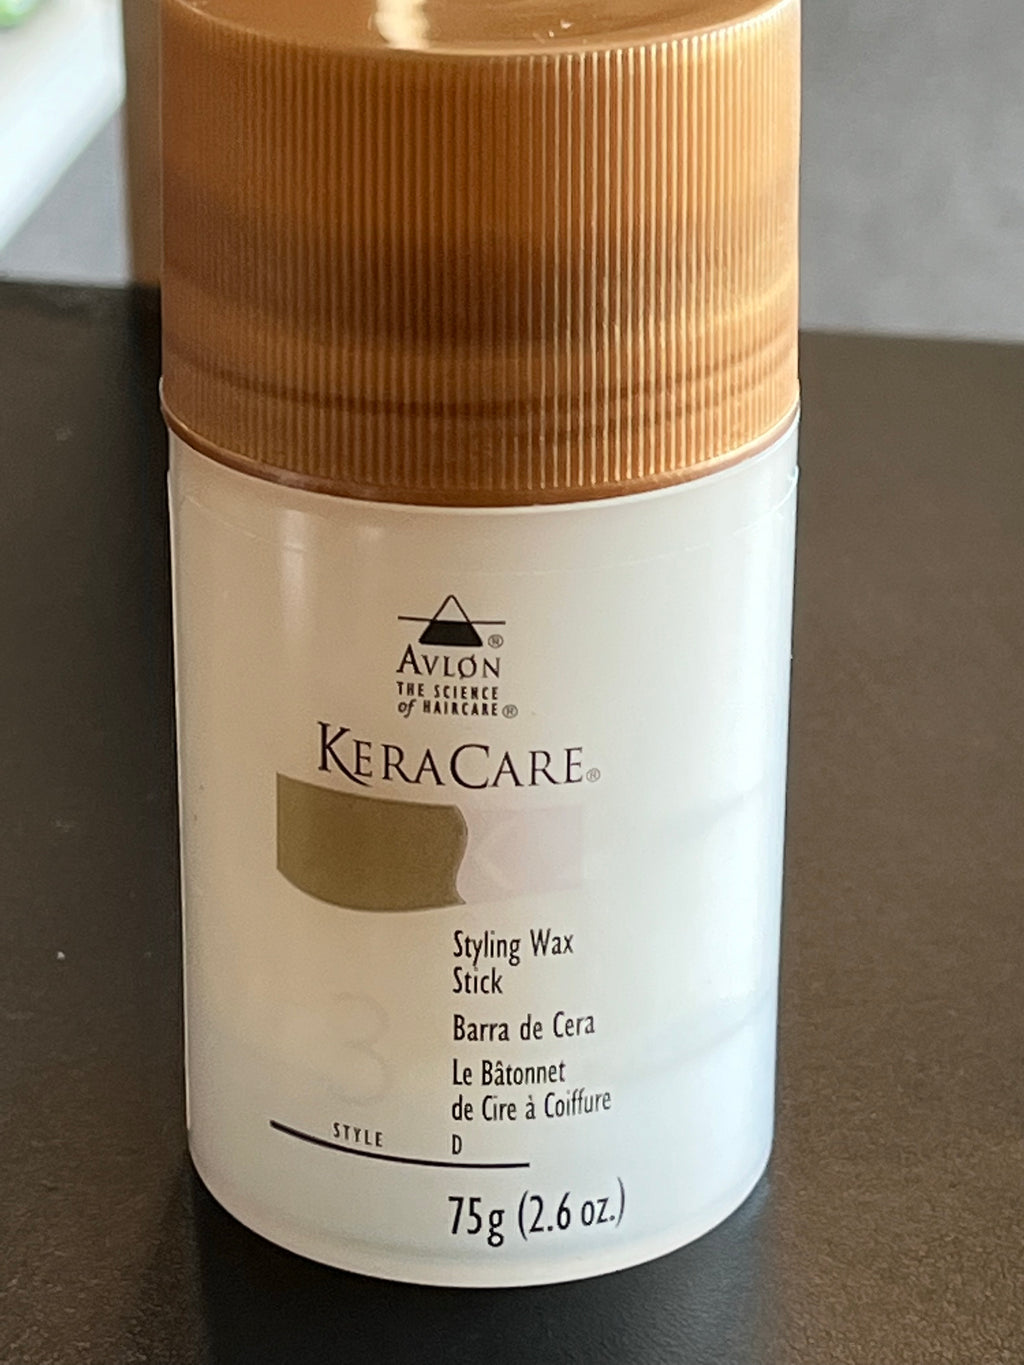 AVLØN®
THE SCIENCE
of HAIRCARE®
KERACARE®
Styling Wax
Stick
Barra de Cera
Le Bâtonnet
de Cire à Coiffure
STYLE D
75g (2.6 oz.)